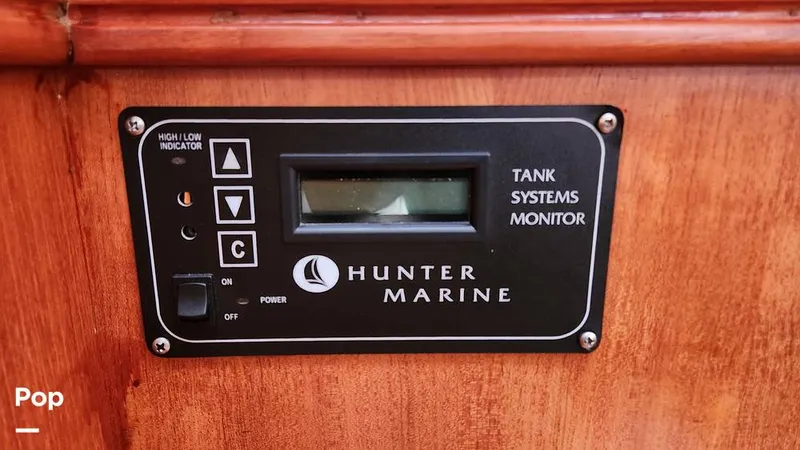 HIGH / LOW
INDICATOR
C
ON
POWER
OFF
TANK
SYSTEMS
MONITOR
HUNTER
MARINE
Pop